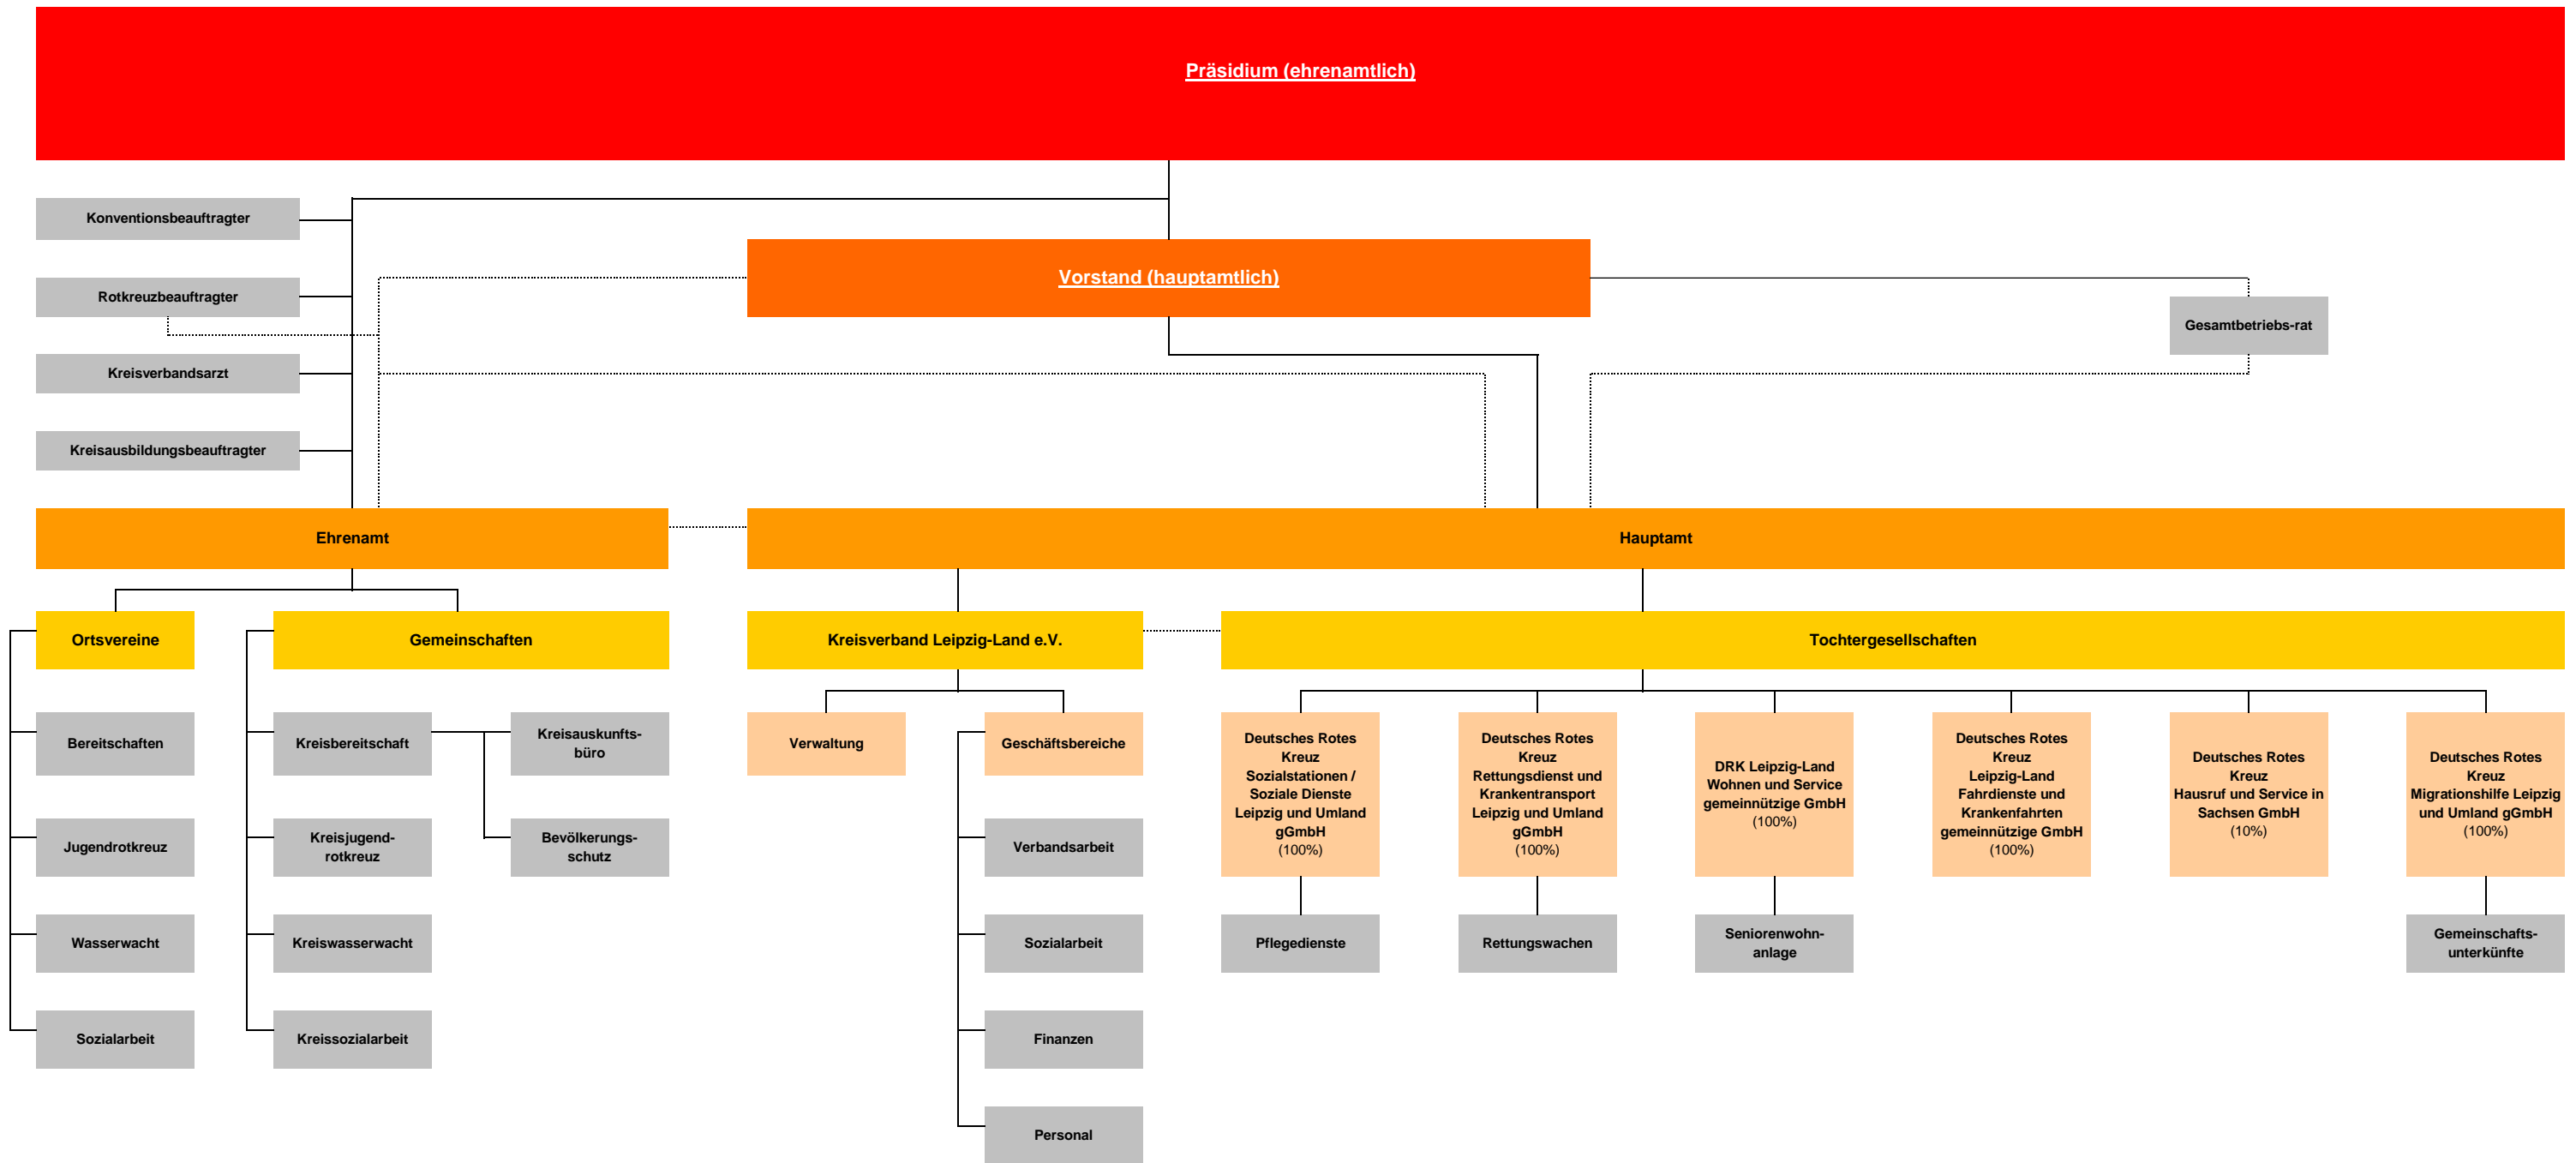 Präsidium (ehrenamtlich)
Konventionsbeauftragter
Vorstand (hauptamtlich)
Rotkreuzbeauftragter
Gesamtbetriebs-rat
Kreisverbandsarzt
Kreisausbildungsbeauftragter
Ehrenamt
Hauptamt
Ortsvereine
Gemeinschaften
Kreisverband Leipzig-Land e.V.
Tochtergesellschaften
Bereitschaften
Jugendrotkreuz
Wasserwacht
Sozialarbeit
Kreisbereitschaft
Kreisauskunfts-
büro
Bevölkerungs-
schutz
Kreisjugend-
rotkreuz
Kreiswasserwacht
Kreissozialarbeit
Verwaltung
Geschäftsbereiche
Verbandsarbeit
Sozialarbeit
Finanzen
Personal
Deutsches Rotes
Kreuz
Sozialstationen /
Soziale Dienste
Leipzig und Umland
gGmbH
(100%)
Pflegedienste
Deutsches Rotes
Kreuz
Rettungsdienst und
Krankentransport
Leipzig und Umland
gGmbH
(100%)
Rettungswachen
DRK Leipzig-Land
Wohnen und Service
gemeinnützige GmbH
(100%)
Seniorenwohn-
anlage
Deutsches Rotes
Kreuz
Leipzig-Land
Fahrdienste und
Krankenfahrten
gemeinnützige GmbH
(100%)
Deutsches Rotes
Kreuz
Hausruf und Service in
Sachsen GmbH
(10%)
Deutsches Rotes
Kreuz
Migrationshilfe Leipzig
und Umland gGmbH
(100%)
Gemeinschafts-
unterkünfte